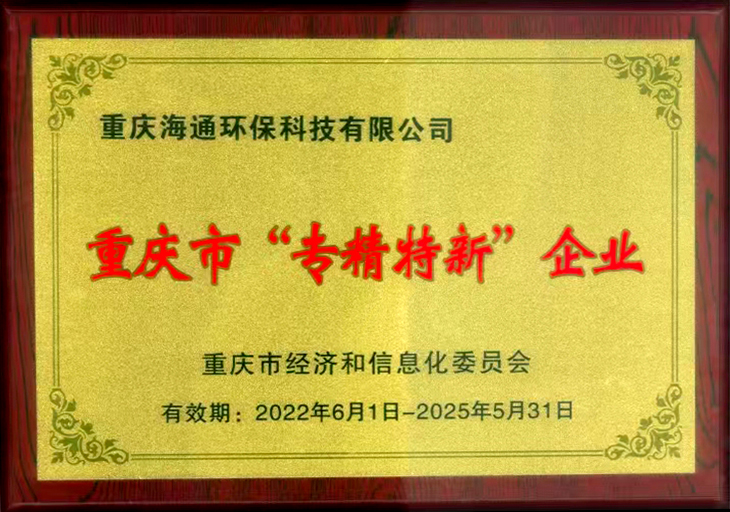 重庆海通环保科技有限公司
重庆市“专精特新”企业
重庆市经济和信息化委员会
有效期：2022年6月1日-2025年5月31日